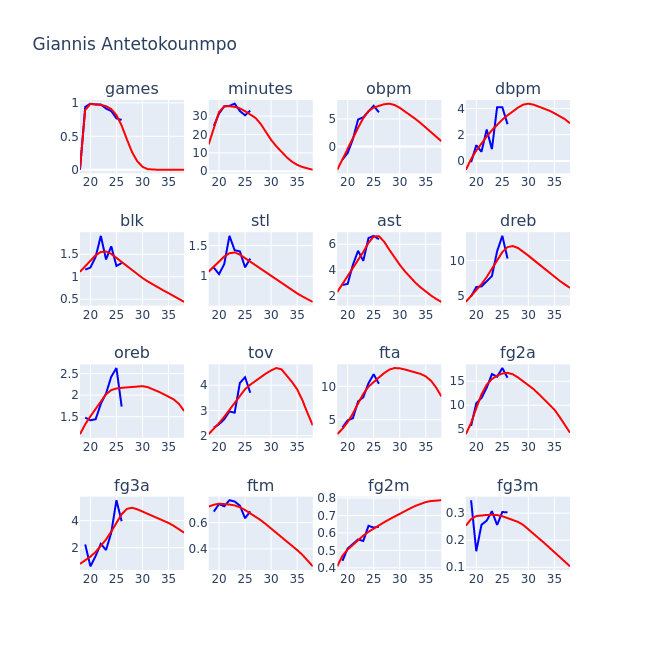 Giannis Antetokounmpo
games minutes obpm dbpm
1 0.5 0 30 20 10 0 5 0 4 2 0
20 25 30 35 20 25 30 35 20 25 30 35 20 25 30 35
blk stl ast dreb
1.5 1 0.5 1.5 1 6 4 2 10 5
20 25 30 35 20 25 30 35 20 25 30 35 20 25 30 35
oreb tov fta fg2a
2.5 2 1.5 4 3 2 10 5 15 10 5
20 25 30 35 20 25 30 35 20 25 30 35 20 25 30 35
fg3a ftm fg2m fg3m
4 2 0.6 0.4 0.8 0.7 0.6 0.5 0.4 0.3 0.2 0.1
20 25 30 35 20 25 30 35 20 25 30 35 20 25 30 35